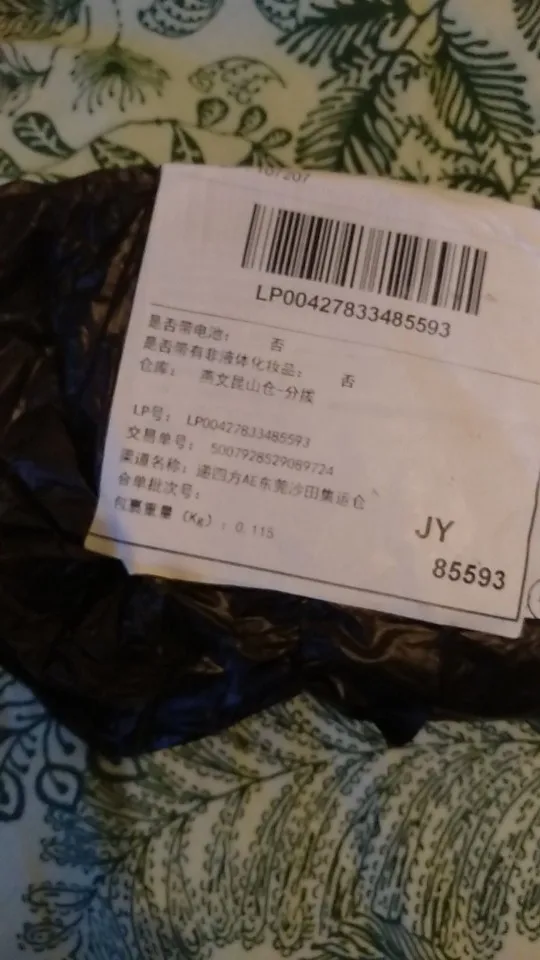 107207
LP00427833485593
是否带电池： 否
是否带有非液体化妆品： 否
仓库： 燕文昆山仓-分拨
LP号： LP00427833485593
交易单号： 5007928529089724
渠道名称：递四方AE东莞沙田集运仓
合单批次号：
包裹重量（Kg）：0.115
JY
85593